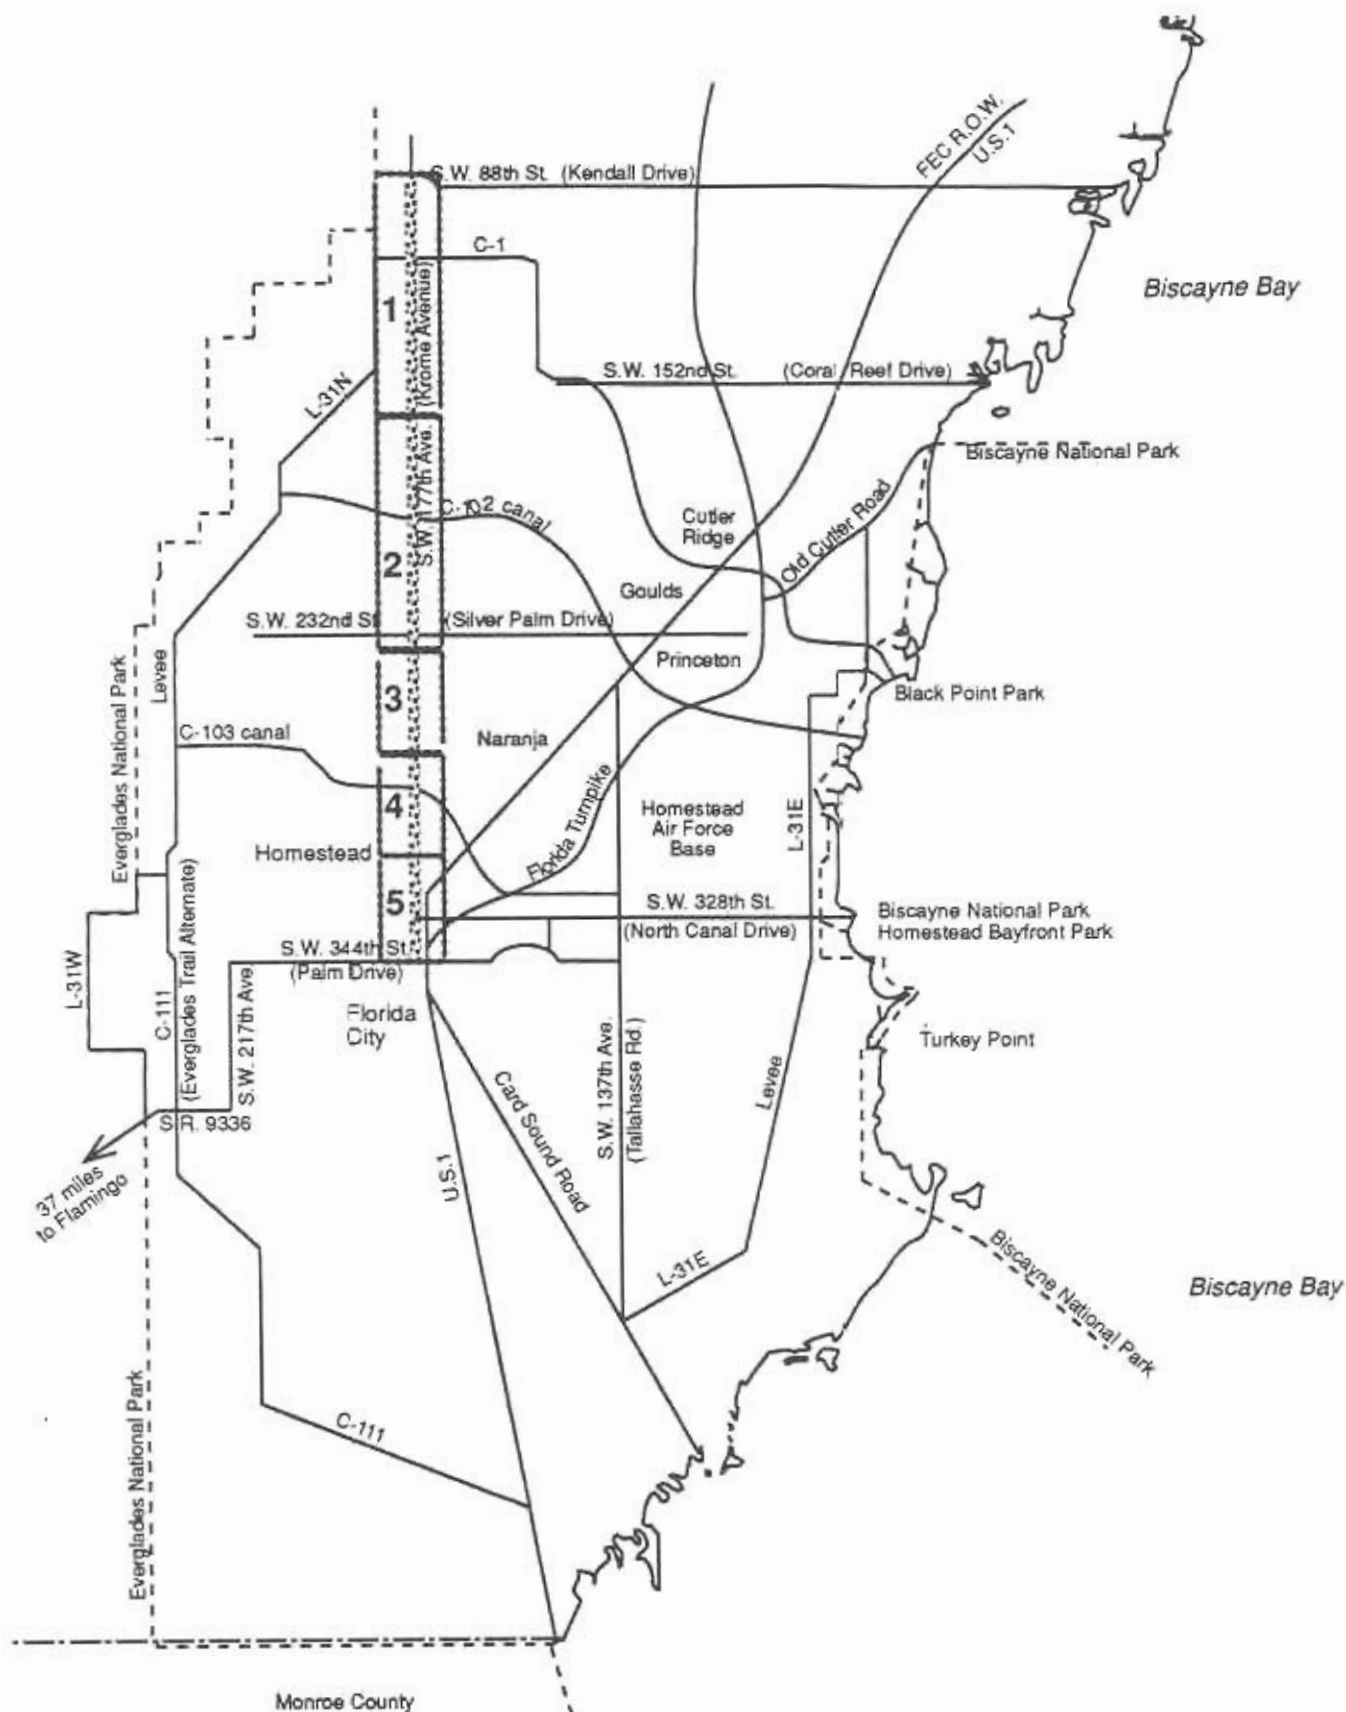 FEC R.O.W.
U.S.1
S.W. 88th St. (Kendall Drive)
C-1
Biscayne Bay
1
S.W. 177th Ave. (Krome Avenue)
L-31N
S.W. 152nd St. (Coral Reef Drive)
Biscayne National Park
C-102 canal
Cutler
Ridge
Old Cutler Road
2
Goulds
S.W. 232nd St (Silver Palm Drive)
Princeton
Everglades National Park
Levee
Black Point Park
3
C-103 canal
Naranja
4
Florida Turnpike
Homestead
Air Force
Base
L-31E
Homestead
5
S.W. 328th St.
(North Canal Drive)
Biscayne National Park
Homestead Bayfront Park
S.W. 344th St.
(Palm Drive)
L-31W
C-111
(Everglades Trail Alternate)
S.W. 217th Ave.
Florida
City
Turkey Point
S.W. 137th Ave.
(Tallahasse Rd.)
Levee
Card Sound Road
S.R. 9336
37 miles
to Flamingo
U.S.1
L-31E
Biscayne National Park
Biscayne Bay
C-111
Everglades National Park
Monroe County